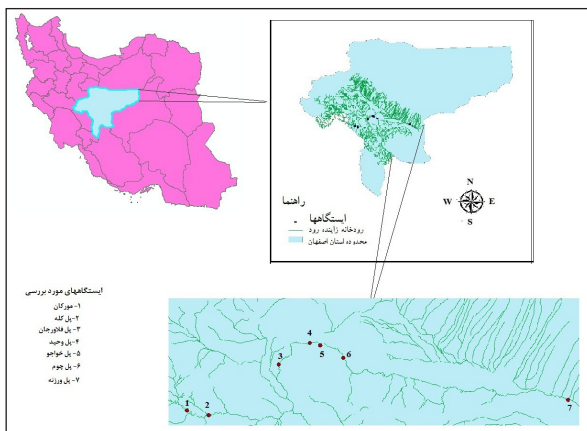 راهنما
ایستگاهها
رودخانه زاینده رود
محدوده استان اصفهان
N
W E
S
ایستگاههای مورد بررسی
۱- مورکان
۲-پل کله
۳- پل فلاورجان
۴-پل وحید
۵- پل خواجو
۶- پل چوم
۷- پل ورزنه
1
2
3
4
5
6
7